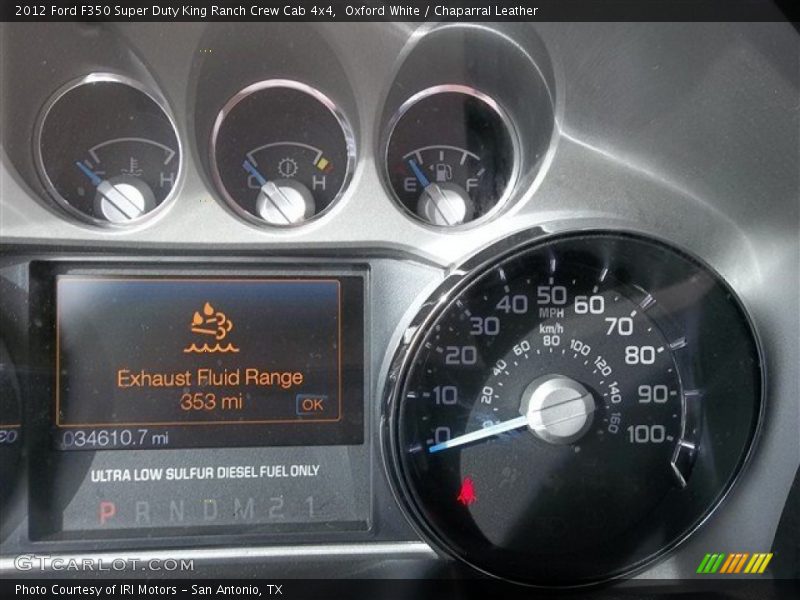 2012 Ford F350 Super Duty King Ranch Crew Cab 4x4, Oxford White / Chaparral Leather
H
C H
E F
Exhaust Fluid Range
353 mi
OK
034610.7 mi
ULTRA LOW SULFUR DIESEL FUEL ONLY
P R N D M 2 1
0 10 20 30 40 50 60 70 80 90 100
MPH
km/h
20 40 60 80 100 120 140 160
GTCARLOT.COM
Photo Courtesy of IRI Motors – San Antonio, TX